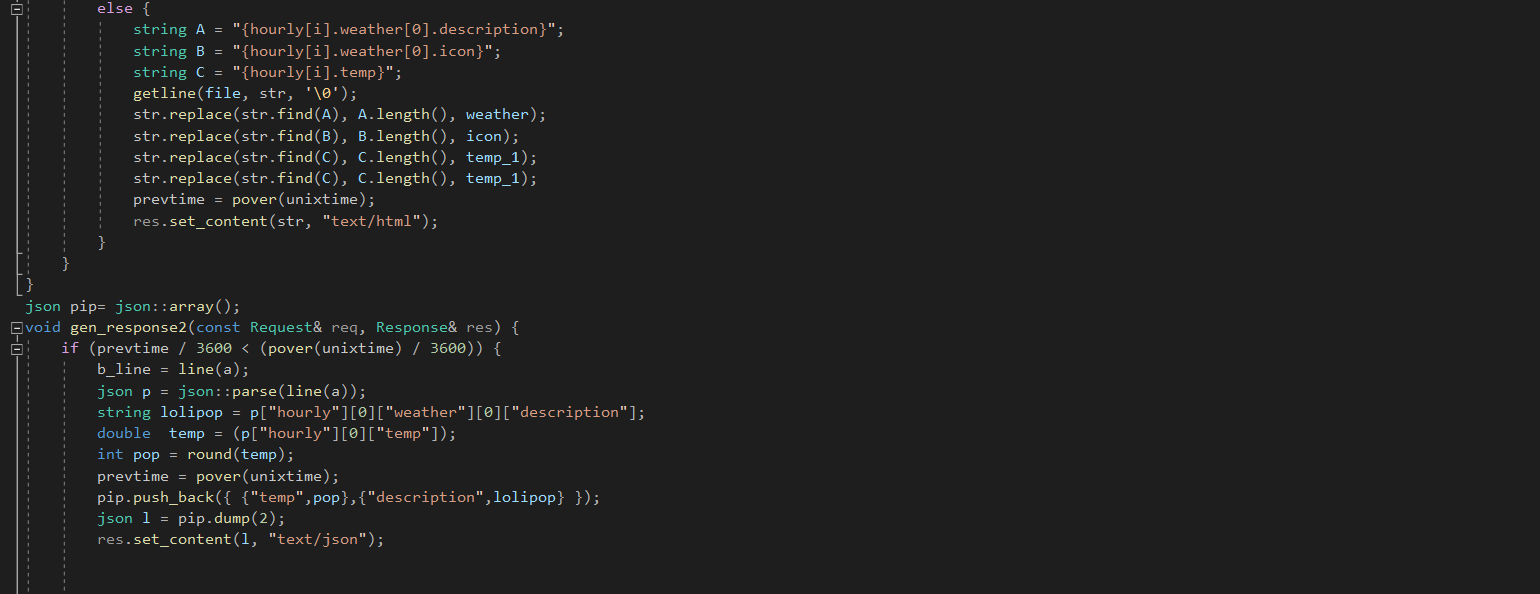 else {
string A = "{hourly[i].weather[0].description}";
string B = "{hourly[i].weather[0].icon}";
string C = "{hourly[i].temp}";
getline(file, str, '\0');
str.replace(str.find(A), A.length(), weather);
str.replace(str.find(B), B.length(), icon);
str.replace(str.find(C), C.length(), temp_1);
str.replace(str.find(C), C.length(), temp_1);
prevtime = pover(unixtime);
res.set_content(str, "text/html");
}
}
}
json pip= json::array();
void gen_response2(const Request& req, Response& res) {
if (prevtime / 3600 < (pover(unixtime) / 3600)) {
b_line = line(a);
json p = json::parse(line(a));
string lolipop = p["hourly"][0]["weather"][0]["description"];
double  temp = (p["hourly"][0]["temp"]);
int pop = round(temp);
prevtime = pover(unixtime);
pip.push_back({ {"temp",pop},{"description",lolipop} });
json l = pip.dump(2);
res.set_content(l, "text/json");